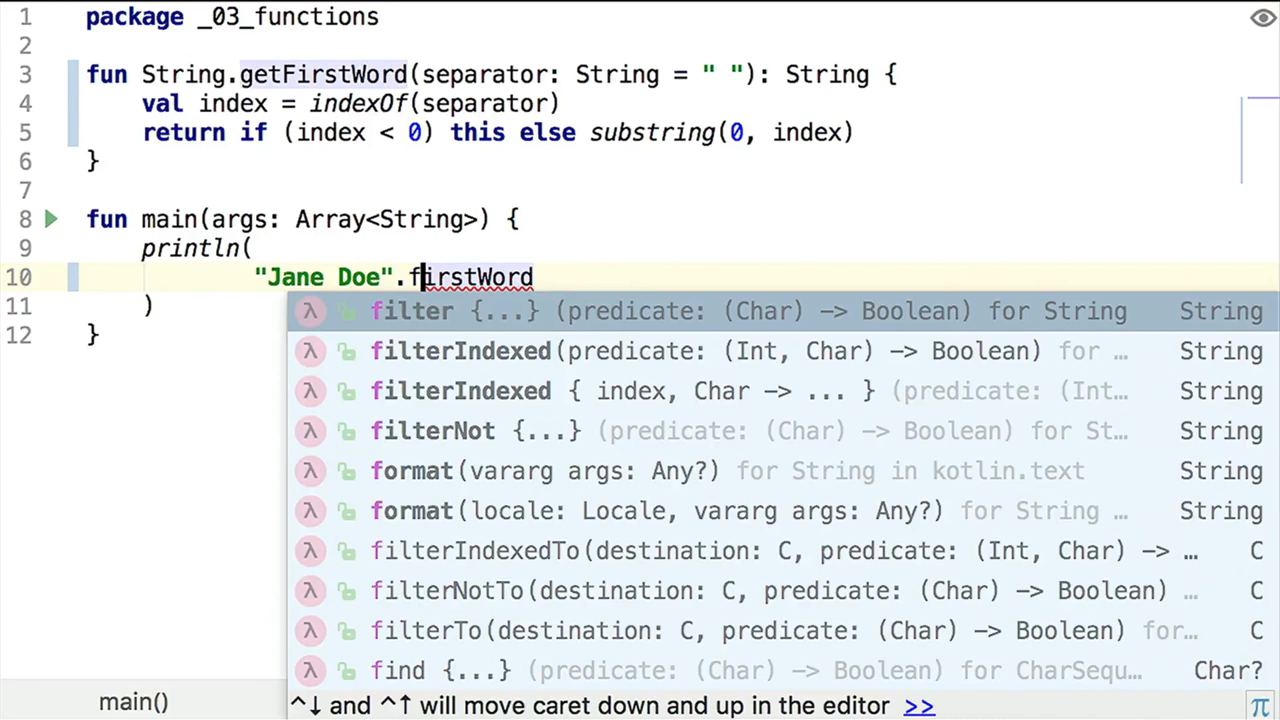 1 package _03_functions
2
3 fun String.getFirstWord(separator: String = " "): String {
4 val index = indexOf(separator)
5 return if (index < 0) this else substring(0, index)
6 }
7
8 fun main(args: Array<String>) {
9 println(
10 "Jane Doe".firstWord
11 )
12 }
λ filter {...} (predicate: (Char) -> Boolean) for String String
λ filterIndexed(predicate: (Int, Char) -> Boolean) for … String
λ filterIndexed { index, Char -> ... } (predicate: (Int… String
λ filterNot {...} (predicate: (Char) -> Boolean) for St… String
λ format(vararg args: Any?) for String in kotlin.text String
λ format(locale: Locale, vararg args: Any?) for String … String
λ filterIndexedTo(destination: C, predicate: (Int, Char) -> … C
λ filterNotTo(destination: C, predicate: (Char) -> Boolean) … C
λ filterTo(destination: C, predicate: (Char) -> Boolean) for… C
λ find {...} (predicate: (Char) -> Boolean) for CharSequ… Char?
^↓ and ^↑ will move caret down and up in the editor >> π
main()